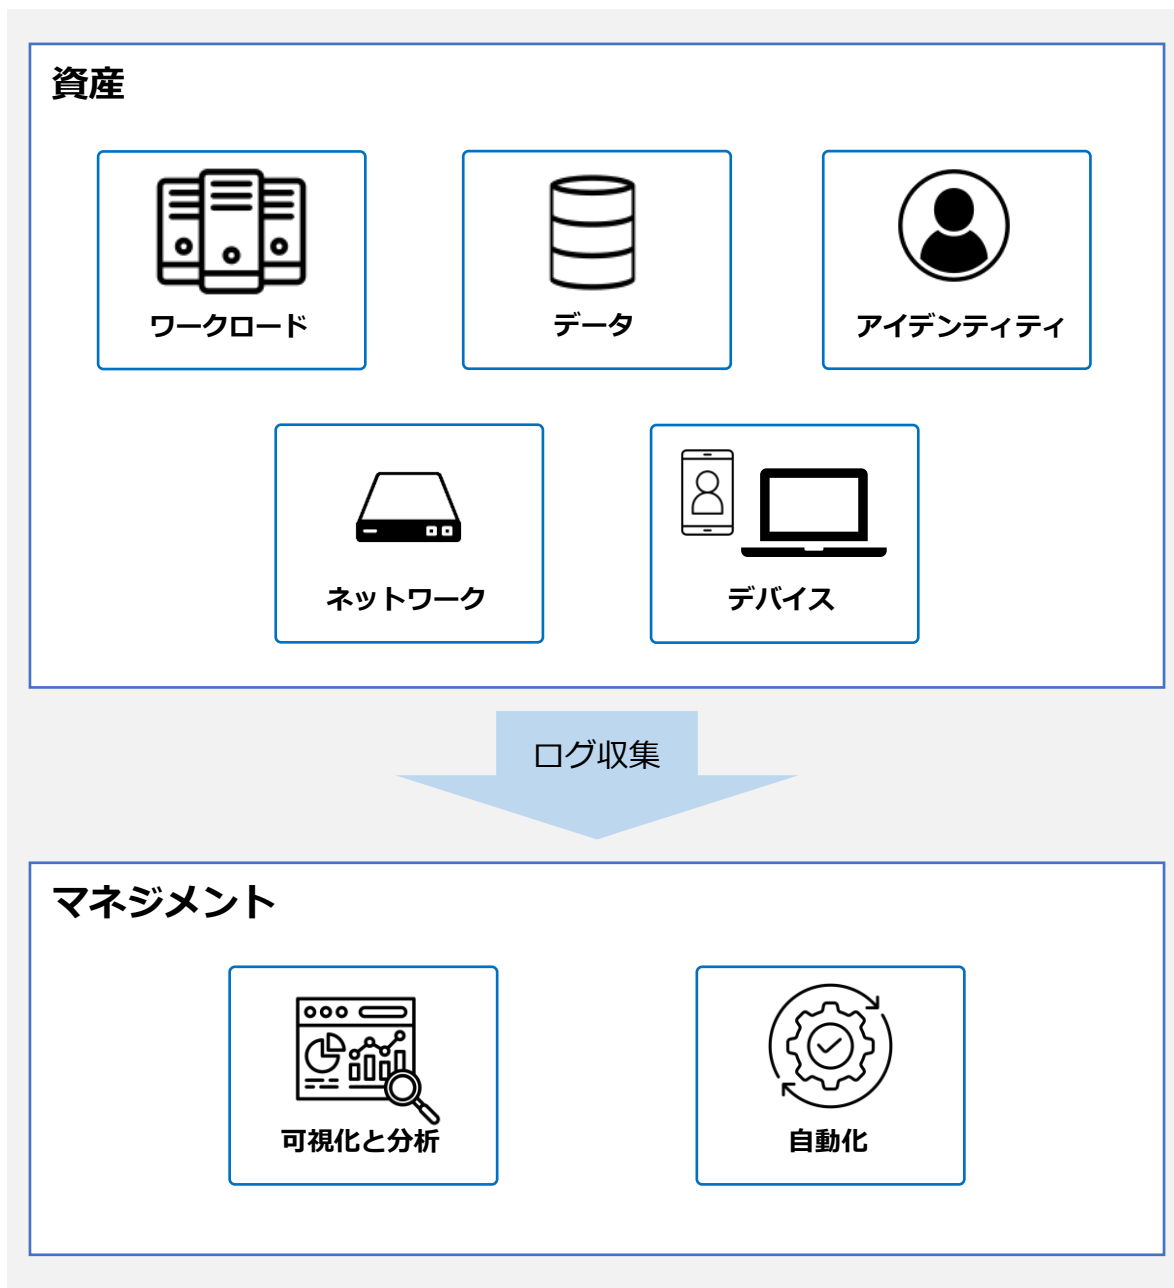 資産
ワークロード
データ
アイデンティティ
ネットワーク
デバイス
ログ収集
マネジメント
可視化と分析
自動化